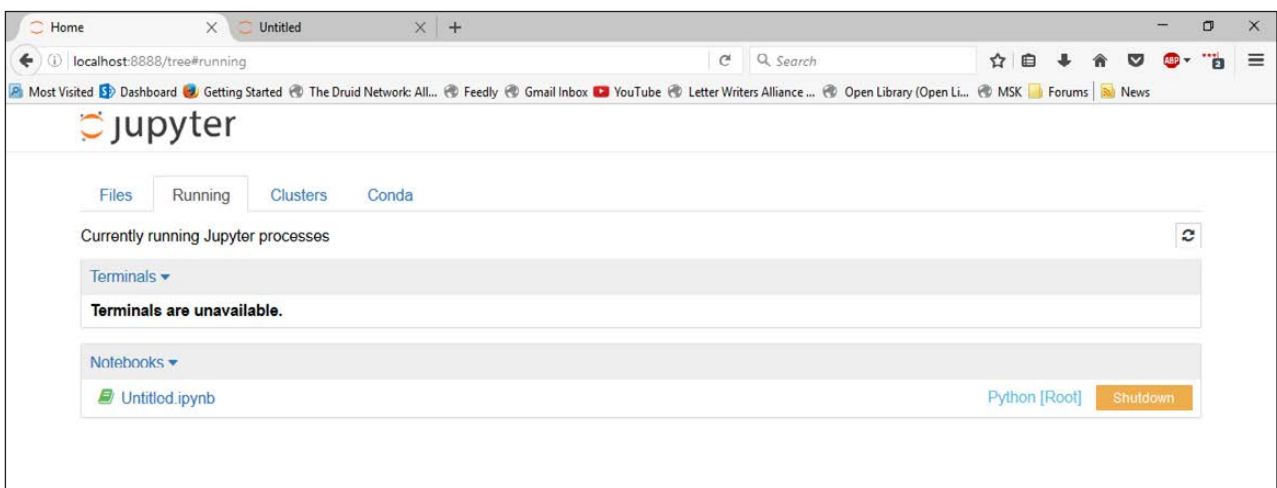 Home Untitled
localhost:8888/tree#running Search ABP 2
Most Visited Dashboard Getting Started The Druid Network: All... Feedly Gmail Inbox YouTube Letter Writers Alliance ... Open Library (Open Li... MSK Forums News
jupyter
Files Running Clusters Conda
Currently running Jupyter processes
Terminals
Terminals are unavailable.
Notebooks
Untitled.ipynb Python [Root] Shutdown